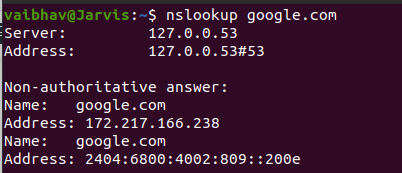 vaibhav@Jarvis:~$ nslookup google.com
Server:         127.0.0.53
Address:        127.0.0.53#53

Non-authoritative answer:
Name:   google.com
Address: 172.217.166.238
Name:   google.com
Address: 2404:6800:4002:809::200e